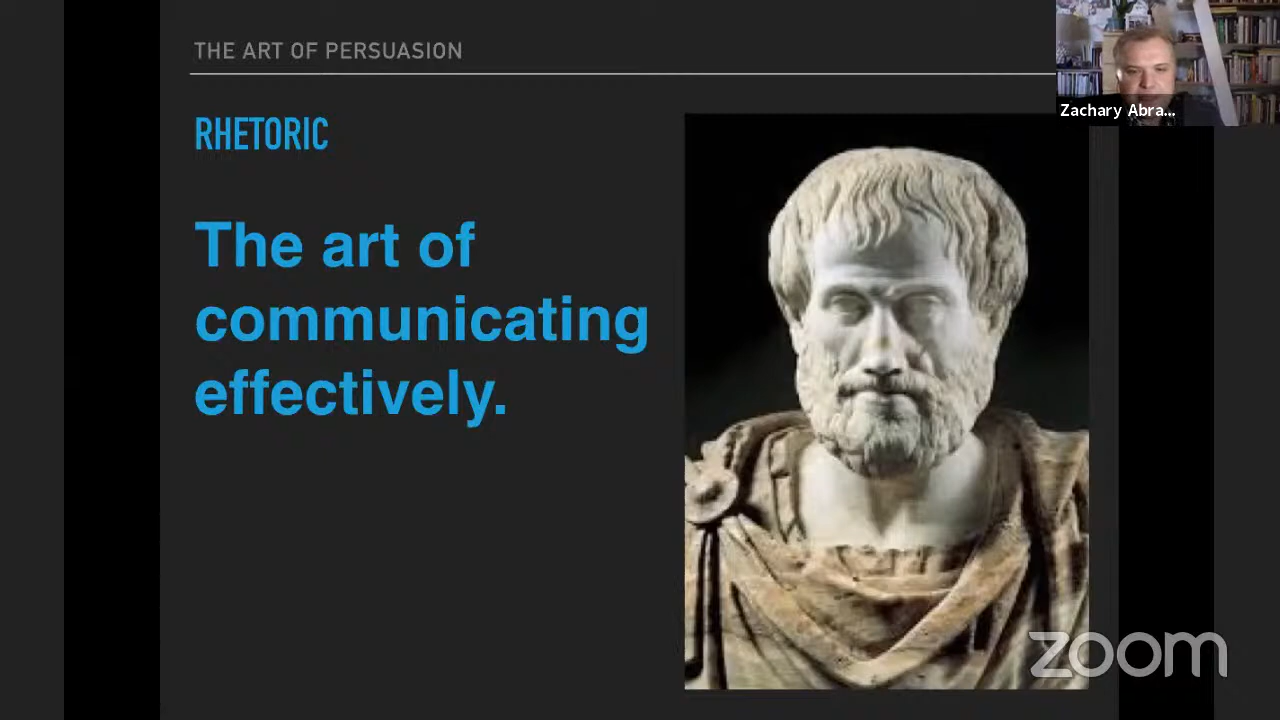 THE ART OF PERSUASION
Zachary Abra...
RHETORIC
The art of
communicating
effectively.
zoom